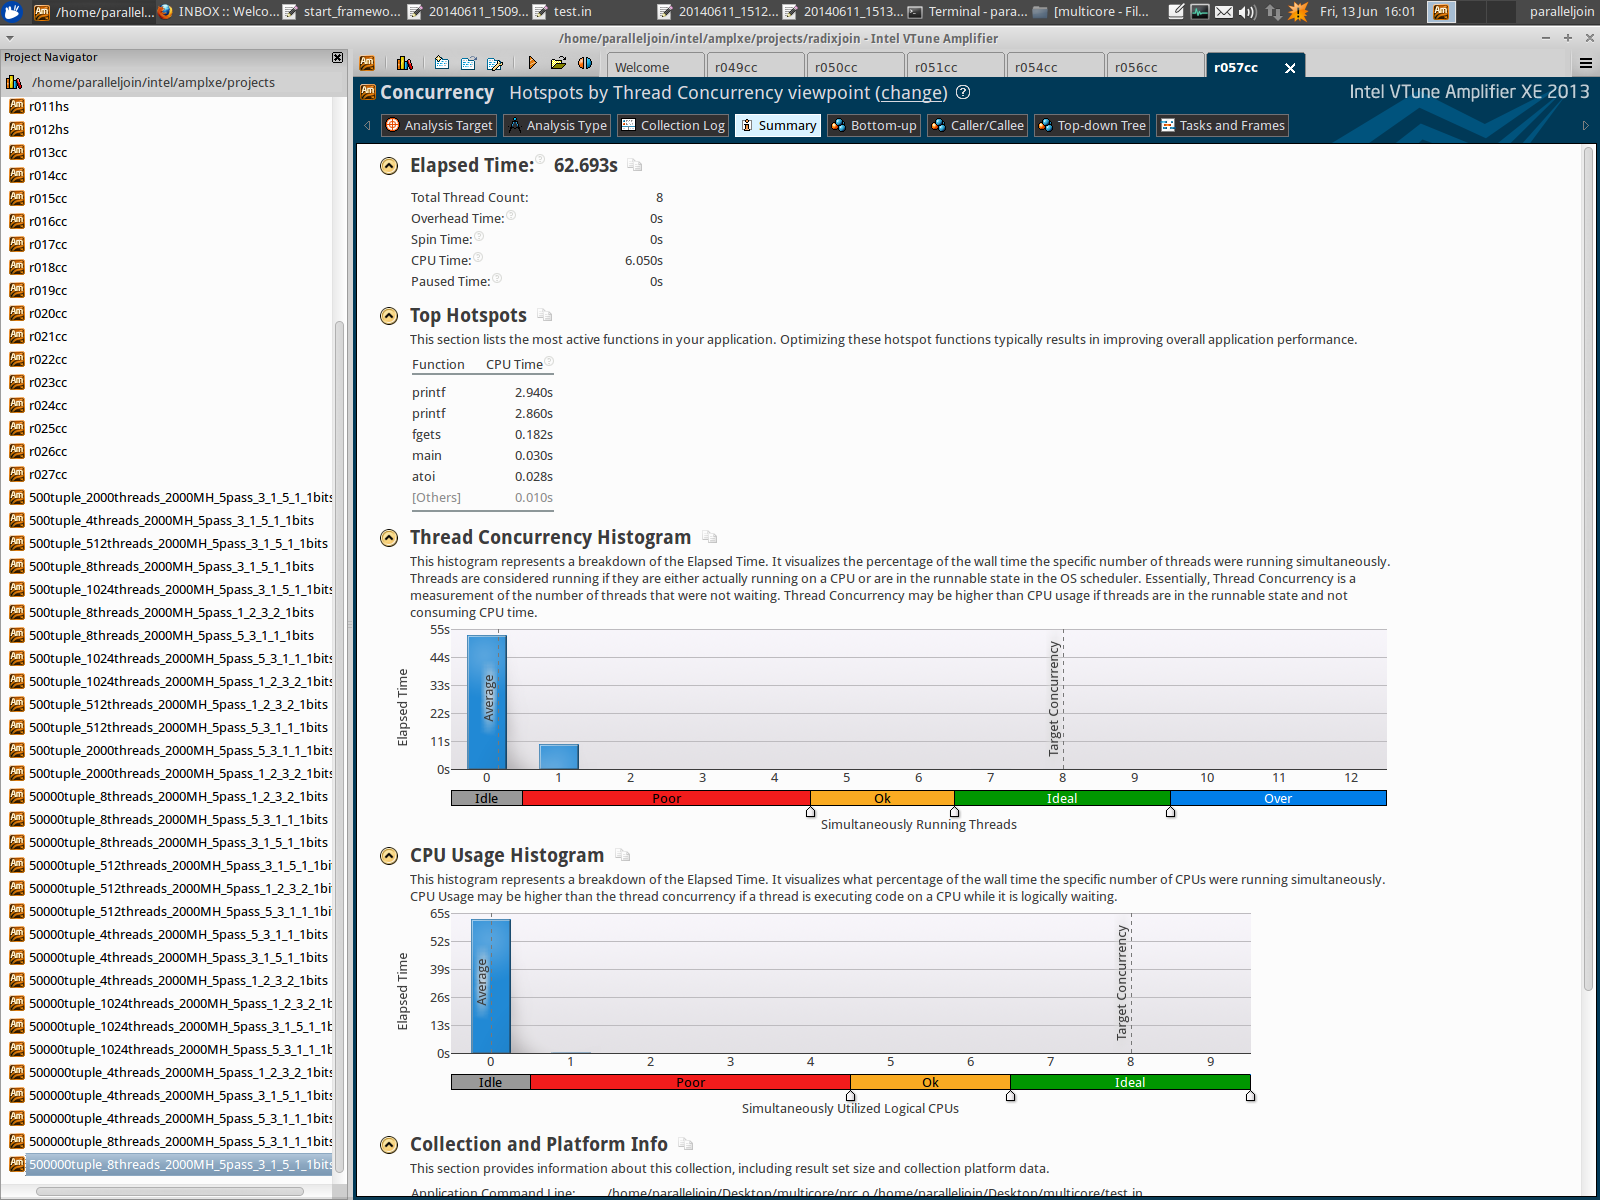 /home/parallel...
INBOX :: Welco...
start_framewo...
20140611_1509...
test.in
20140611_1512...
20140611_1513...
Terminal - para...
[multicore - Fil...
Fri, 13 Jun 16:01
paralleljoin
/home/paralleljoin/intel/amplxe/projects/radixjoin - Intel VTune Amplifier
Project Navigator
/home/paralleljoin/intel/amplxe/projects
r011hs
r012hs
r013cc
r014cc
r015cc
r016cc
r017cc
r018cc
r019cc
r020cc
r021cc
r022cc
r023cc
r024cc
r025cc
r026cc
r027cc
500tuple_2000threads_2000MH_5pass_3_1_5_1_1bits
500tuple_4threads_2000MH_5pass_3_1_5_1_1bits
500tuple_512threads_2000MH_5pass_3_1_5_1_1bits
500tuple_8threads_2000MH_5pass_3_1_5_1_1bits
500tuple_1024threads_2000MH_5pass_3_1_5_1_1bits
500tuple_8threads_2000MH_5pass_1_2_3_2_1bits
500tuple_8threads_2000MH_5pass_5_3_1_1_1bits
500tuple_1024threads_2000MH_5pass_5_3_1_1_1bits
500tuple_1024threads_2000MH_5pass_1_2_3_2_1bits
500tuple_512threads_2000MH_5pass_1_2_3_2_1bits
500tuple_512threads_2000MH_5pass_5_3_1_1_1bits
500tuple_2000threads_2000MH_5pass_5_3_1_1_1bits
500tuple_2000threads_2000MH_5pass_1_2_3_2_1bits
50000tuple_8threads_2000MH_5pass_1_2_3_2_1bits
50000tuple_8threads_2000MH_5pass_5_3_1_1_1bits
50000tuple_8threads_2000MH_5pass_3_1_5_1_1bits
50000tuple_512threads_2000MH_5pass_3_1_5_1_1bi
50000tuple_512threads_2000MH_5pass_1_2_3_2_1bi
50000tuple_512threads_2000MH_5pass_5_3_1_1_1bi
50000tuple_4threads_2000MH_5pass_5_3_1_1_1bits
50000tuple_4threads_2000MH_5pass_3_1_5_1_1bits
50000tuple_4threads_2000MH_5pass_1_2_3_2_1bits
50000tuple_1024threads_2000MH_5pass_1_2_3_2_1b
50000tuple_1024threads_2000MH_5pass_3_1_5_1_1b
50000tuple_1024threads_2000MH_5pass_5_3_1_1_1b
500000tuple_4threads_2000MH_5pass_1_2_3_2_1bits
500000tuple_4threads_2000MH_5pass_3_1_5_1_1bits
500000tuple_4threads_2000MH_5pass_5_3_1_1_1bits
500000tuple_8threads_2000MH_5pass_5_3_1_1_1bits
500000tuple_8threads_2000MH_5pass_3_1_5_1_1bits
Welcome
r049cc
r050cc
r051cc
r054cc
r056cc
r057cc
Concurrency Hotspots by Thread Concurrency viewpoint (change)
Intel VTune Amplifier XE 2013
Analysis Target
Analysis Type
Collection Log
Summary
Bottom-up
Caller/Callee
Top-down Tree
Tasks and Frames
Elapsed Time: 62.693s
Total Thread Count: 8
Overhead Time: 0s
Spin Time: 0s
CPU Time: 6.050s
Paused Time: 0s
Top Hotspots
This section lists the most active functions in your application. Optimizing these hotspot functions typically results in improving overall application performance.
Function CPU Time
printf 2.940s
printf 2.860s
fgets 0.182s
main 0.030s
atoi 0.028s
[Others] 0.010s
Thread Concurrency Histogram
This histogram represents a breakdown of the Elapsed Time. It visualizes the percentage of the wall time the specific number of threads were running simultaneously.
Threads are considered running if they are either actually running on a CPU or are in the runnable state in the OS scheduler. Essentially, Thread Concurrency is a
measurement of the number of threads that were not waiting. Thread Concurrency may be higher than CPU usage if threads are in the runnable state and not
consuming CPU time.
Elapsed Time
55s
44s
33s
22s
11s
0s
Average
Target Concurrency
0 1 2 3 4 5 6 7 8 9 10 11 12
Idle Poor Ok Ideal Over
Simultaneously Running Threads
CPU Usage Histogram
This histogram represents a breakdown of the Elapsed Time. It visualizes what percentage of the wall time the specific number of CPUs were running simultaneously.
CPU Usage may be higher than the thread concurrency if a thread is executing code on a CPU while it is logically waiting.
Elapsed Time
65s
52s
39s
26s
13s
0s
Average
Target Concurrency
0 1 2 3 4 5 6 7 8 9
Idle Poor Ok Ideal
Simultaneously Utilized Logical CPUs
Collection and Platform Info
This section provides information about this collection, including result set size and collection platform data.
Application Command Line: /home/paralleljoin/Desktop/multicore/prc.o /home/paralleljoin/Desktop/multicore/test.in